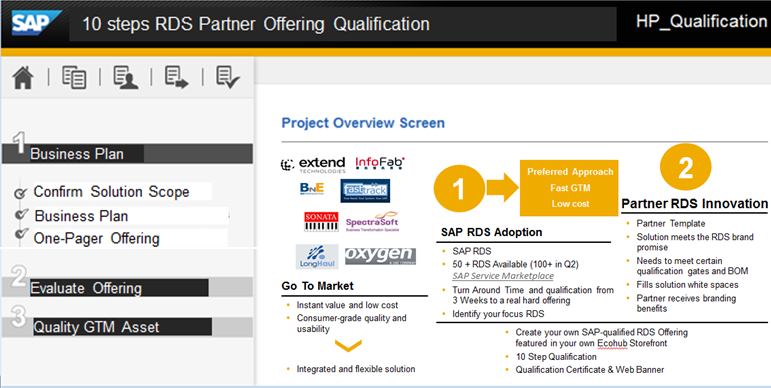 SAP
10 steps RDS Partner Offering Qualification
HP_Qualification
1
Business Plan
Confirm Solution Scope
Business Plan
One-Pager Offering
2
Evaluate Offering
3
Quality GTM Asset
Project Overview Screen
extend
TECHNOLOGIES
InfoFab
BNE
fasttrack
SONATA
SpectraSoft
LongHaul
oxygen
Go To Market
Instant value and low cost
Consumer-grade quality and
usability
Integrated and flexible solution
1
Preferred Approach
Fast GTM
Low cost
SAP RDS Adoption
SAP RDS
50 + RDS Available (100+ in Q2)
SAP Service Marketplace
Turn Around Time and qualification from
3 Weeks to a real hard offering
Identify your focus RDS
2
Partner RDS Innovation
Partner Template
Solution meets the RDS brand
promise
Needs to meet certain
qualification gates and BOM
Fills solution white spaces
Partner receives branding
benefits
Create your own SAP-qualified RDS Offering
featured in your own Ecohub Storefront
10 Step Qualification
Qualification Certificate & Web Banner